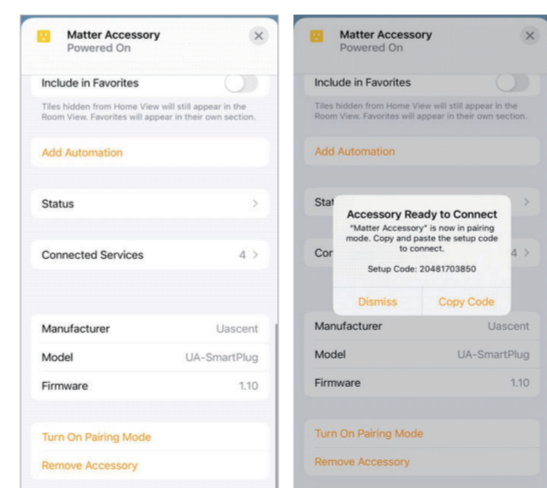 Matter Accessory
Powered On
Include in Favorites
Tiles hidden from Home View will still appear in the
Room View. Favorites will appear in their own section.
Add Automation
Status
Connected Services 4
Manufacturer Uascent
Model UA-SmartPlug
Firmware 1.10
Turn On Pairing Mode
Remove Accessory
Matter Accessory
Powered On
Include in Favorites
Tiles hidden from Home View will still appear in the
Room View. Favorites will appear in their own section.
Add Automation
Stat
Accessory Ready to Connect
"Matter Accessory" is now in pairing
mode. Copy and paste the setup code
to connect.
Con 4
Setup Code: 20481703850
Dismiss Copy Code
Manufacturer Uascent
Model UA-SmartPlug
Firmware 1.10
Turn On Pairing Mode
Remove Accessory